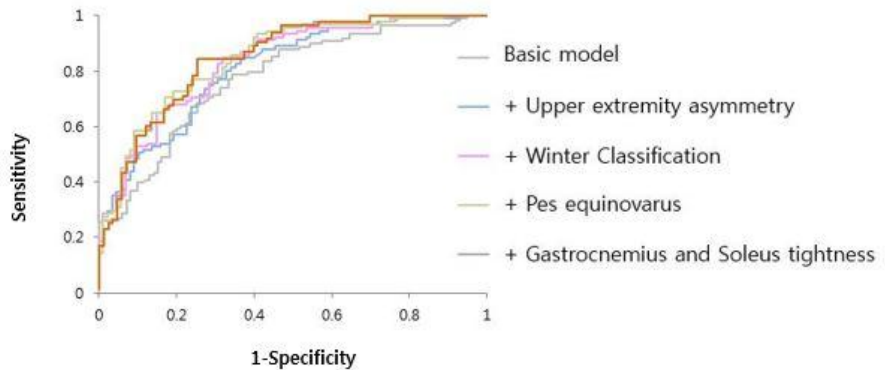 1
0.8
0.6
0.4
0.2
0
Sensitivity
0 0.2 0.4 0.6 0.8 1
1-Specificity
Basic model
+ Upper extremity asymmetry
+ Winter Classification
+ Pes equinovarus
+ Gastrocnemius and Soleus tightness